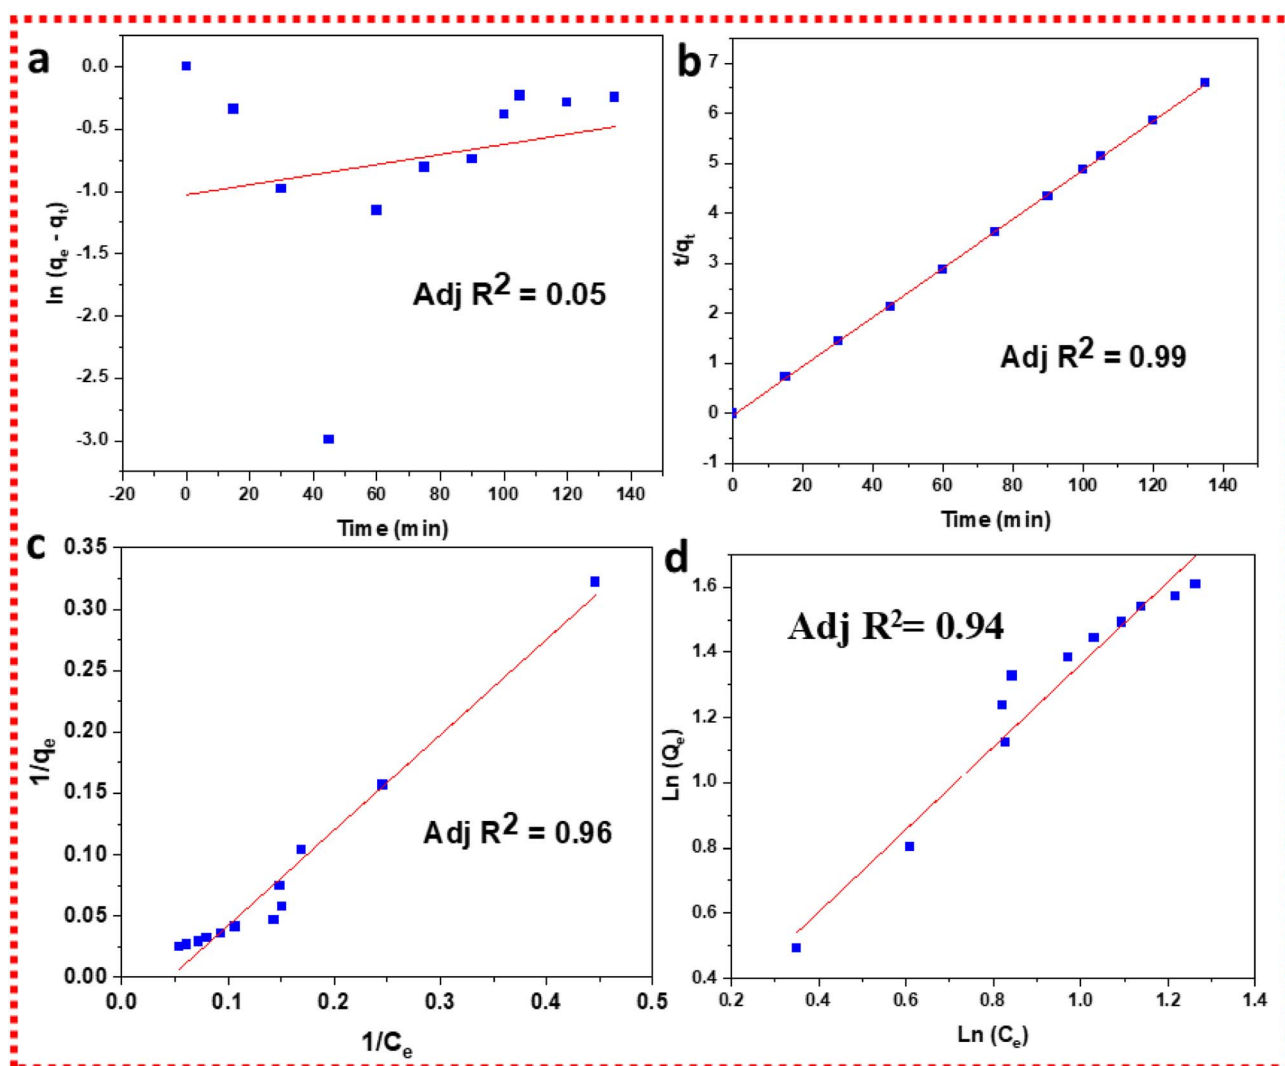 a
0.0
-0.5
-1.0
-1.5
-2.0
-2.5
-3.0
ln (qₑ - qₜ)
Adj R² = 0.05
-20 0 20 40 60 80 100 120 140
Time (min)
b
7
6
5
4
3
2
1
0
-1
t/qₜ
Adj R² = 0.99
0 20 40 60 80 100 120 140
Time (min)
c
0.35
0.30
0.25
0.20
0.15
0.10
0.05
0.00
1/qₑ
Adj R² = 0.96
0.0 0.1 0.2 0.3 0.4 0.5
1/Cₑ
d
1.6
1.4
1.2
1.0
0.8
0.6
0.4
Ln (Qₑ)
Adj R²= 0.94
0.2 0.4 0.6 0.8 1.0 1.2 1.4
Ln (Cₑ)